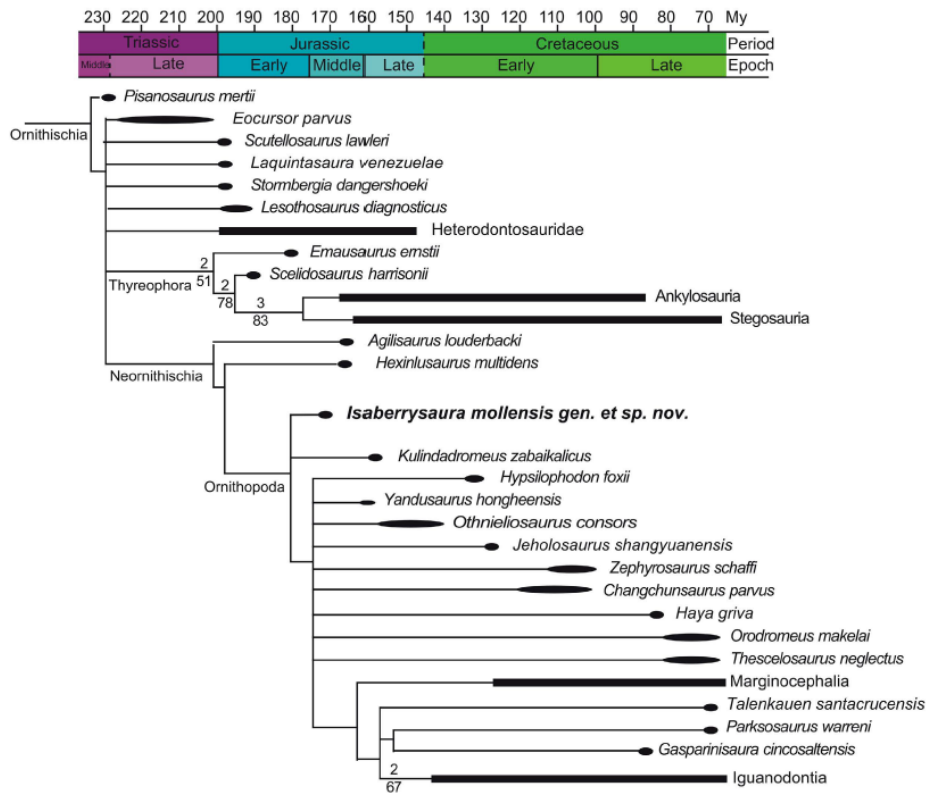 230 220 210 200 190 180 170 160 150 140 130 120 110 100 90 80 70 My
Triassic Jurassic Cretaceous Period
Middle Late Early Middle Late Early Late Epoch
Pisanosaurus mertii
Ornithischia
Eocursor parvus
Scutellosaurus lawleri
Laquintasaura venezuelae
Stormbergia dangershoeki
Lesothosaurus diagnosticus
Heterodontosauridae
Emausaurus ernstii
2
51
Thyreophora
Scelidosaurus harrisonii
2
78
3
83
Ankylosauria
Stegosauria
Agilisaurus louderbacki
Hexinlusaurus multidens
Neornithischia
Isaberrysaura mollensis gen. et sp. nov.
Kulindadromeus zabaikalicus
Ornithopoda
Hypsilophodon foxii
Yandusaurus hongheensis
Othnieliosaurus consors
Jeholosaurus shangyuanensis
Zephyrosaurus schaffi
Changchunsaurus parvus
Haya griva
Orodromeus makelai
Thescelosaurus neglectus
Marginocephalia
Talenkauen santacrucensis
Parksosaurus warreni
Gasparinisaura cincosaltensis
2
67
Iguanodontia